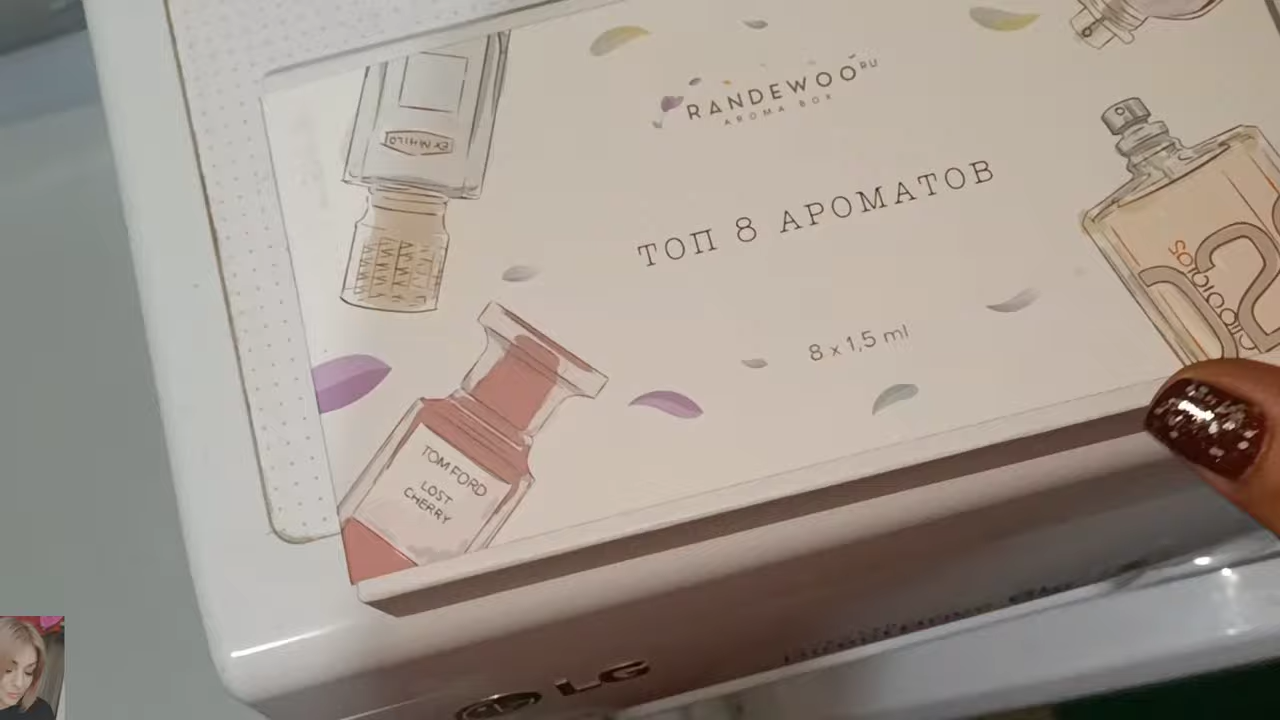 RANDEWOO RU
AROMA BOX
ТОП 8 АРОМАТОВ
8 x 1,5 ml
EX NIHILO
TOM FORD
LOST
CHERRY
LG